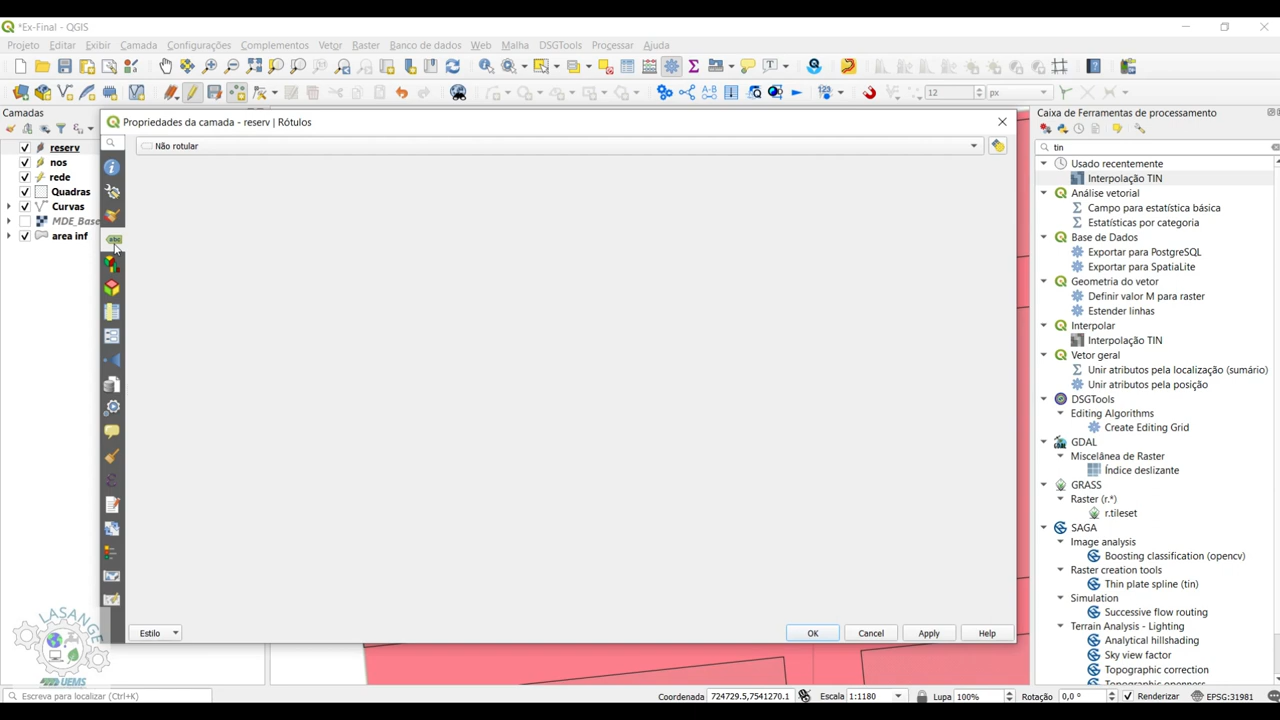 *Ex-Final - QGIS
Projeto Editar Exibir Camada Configurações Complementos Vetor Raster Banco de dados Web Malha DSGTools Processar Ajuda
12 px
Camadas
reserv
nos
rede
Quadras
Curvas
MDE_Base
area inf
Propriedades da camada - reserv | Rótulos
Não rotular
abc
Estilo
OK Cancel Apply Help
Caixa de Ferramentas de processamento
tin
Usado recentemente
Interpolação TIN
Análise vetorial
Campo para estatística básica
Estatísticas por categoria
Base de Dados
Exportar para PostgreSQL
Exportar para SpatiaLite
Geometria do vetor
Definir valor M para raster
Estender linhas
Interpolar
Interpolação TIN
Vetor geral
Unir atributos pela localização (sumário)
Unir atributos pela posição
DSGTools
Editing Algorithms
Create Editing Grid
GDAL
Miscelânea de Raster
Índice deslizante
GRASS
Raster (r.*)
r.tileset
SAGA
Image analysis
Boosting classification (opencv)
Raster creation tools
Thin plate spline (tin)
Simulation
Successive flow routing
Terrain Analysis - Lighting
Analytical hillshading
Sky view factor
Topographic correction
Topographic openness
LASANGE
UEMS
Escreva para localizar (Ctrl+K)
Coordenada 724729.5,7541270.1 Escala 1:1180 Lupa 100% Rotação 0,0 ° Renderizar EPSG:31981